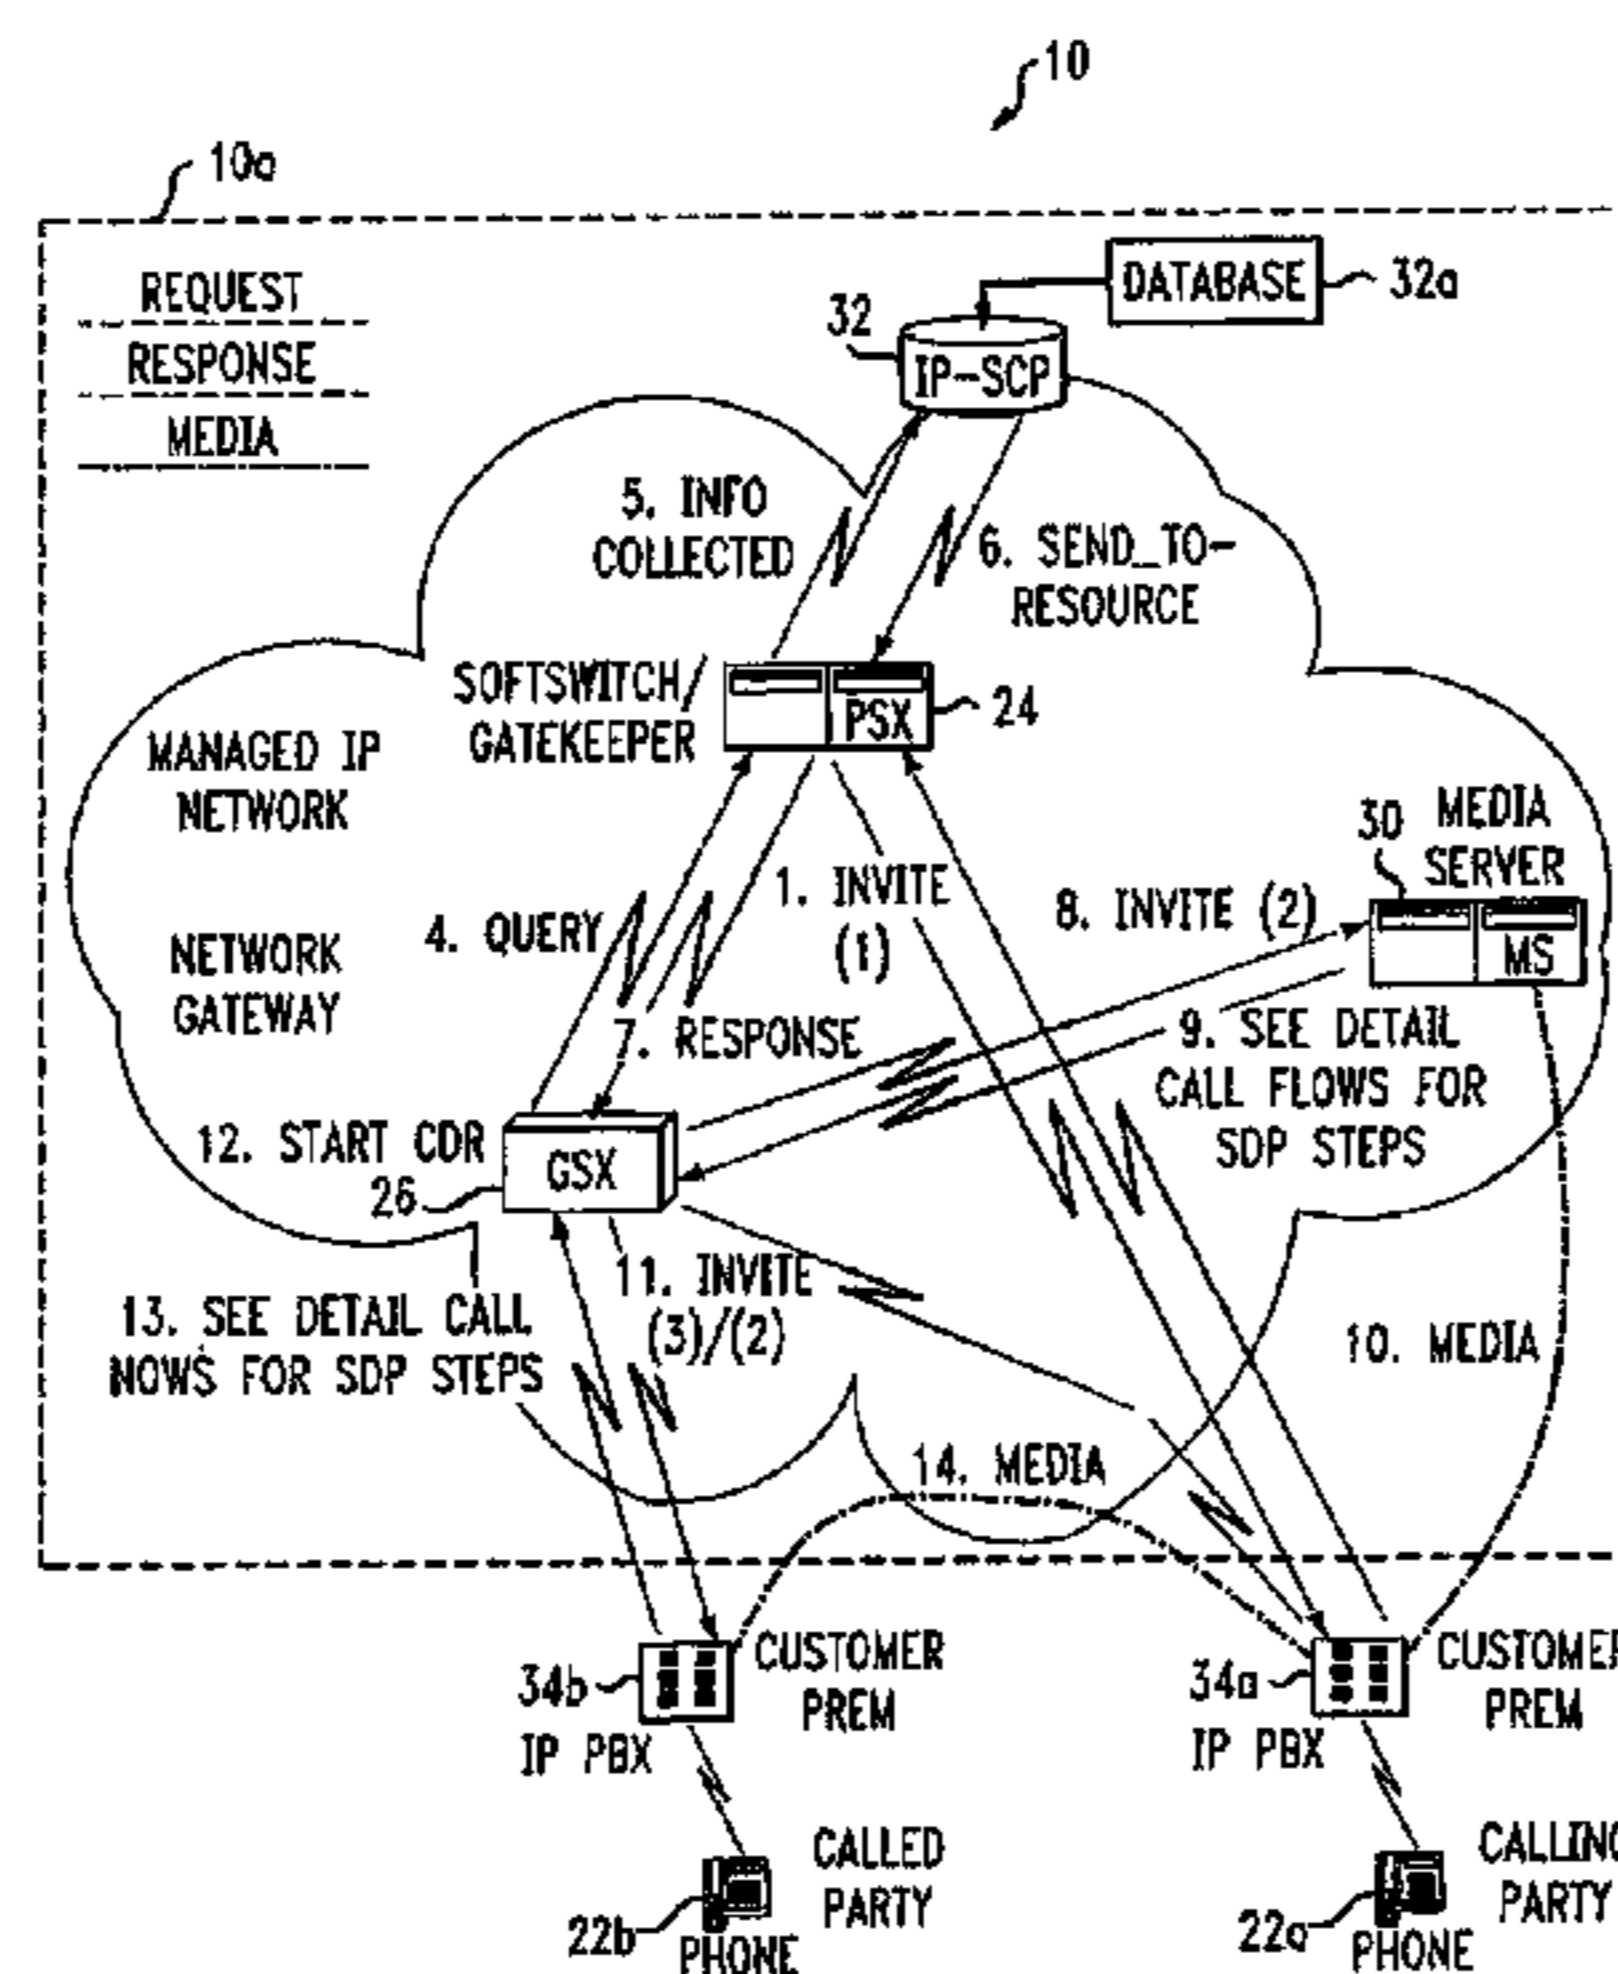 10
10a
REQUEST
RESPONSE
MEDIA
DATABASE
32a
32
IP-SCP
5. INFO
COLLECTED
6. SEND_TO-
RESOURCE
SOFTSWITCH/
GATEKEEPER
PSX
24
MANAGED IP
NETWORK
30
MEDIA
SERVER
MS
1. INVITE
(1)
8. INVITE (2)
4. QUERY
NETWORK
GATEWAY
7. RESPONSE
9. SEE DETAIL
CALL FLOWS FOR
SDP STEPS
12. START CDR
26
GSX
11. INVITE
(3)/(2)
13. SEE DETAIL CALL
NOWS FOR SDP STEPS
10. MEDIA
14. MEDIA
34b
IP PBX
CUSTOMER
PREM
34a
IP PBX
CUSTOMER
PREM
CALLED
PARTY
22b
PHONE
CALLING
PARTY
22a
PHONE